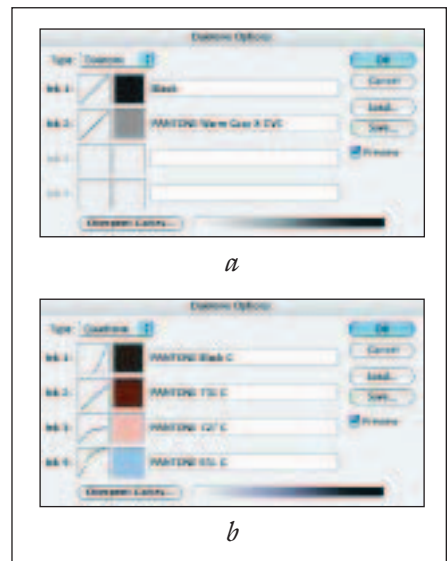 Duotone Options
Type: Duotone
OK
Cancel
Ink 1: Black
Load...
Ink 2: PANTONE Warm Gray 8 CVC
Save...
Ink 3:
Preview
Ink 4:
Overprint Colors...
a
Duotone Options
Type: Quadtone
OK
Cancel
Ink 1: PANTONE Black C
Load...
Ink 2: PANTONE C
Save...
Ink 3: PANTONE C
Preview
Ink 4: PANTONE C
Overprint Colors...
b